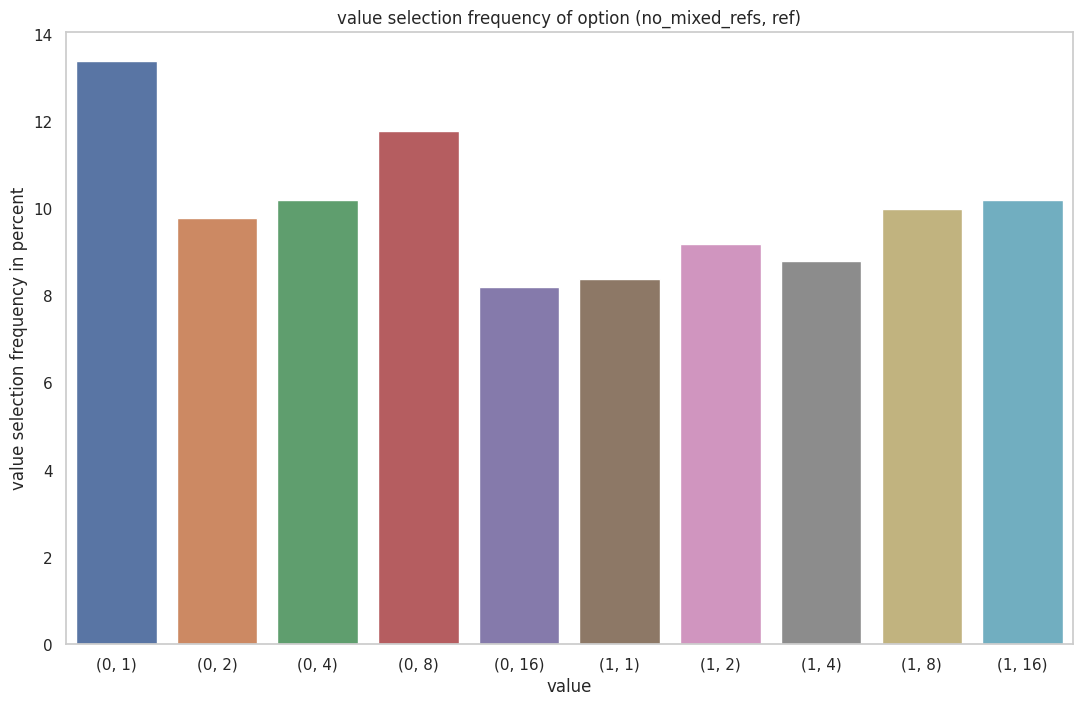 value selection frequency of option (no_mixed_refs, ref)
value selection frequency in percent
14
12
10
8
6
4
2
0
(0, 1) (0, 2) (0, 4) (0, 8) (0, 16) (1, 1) (1, 2) (1, 4) (1, 8) (1, 16)
value